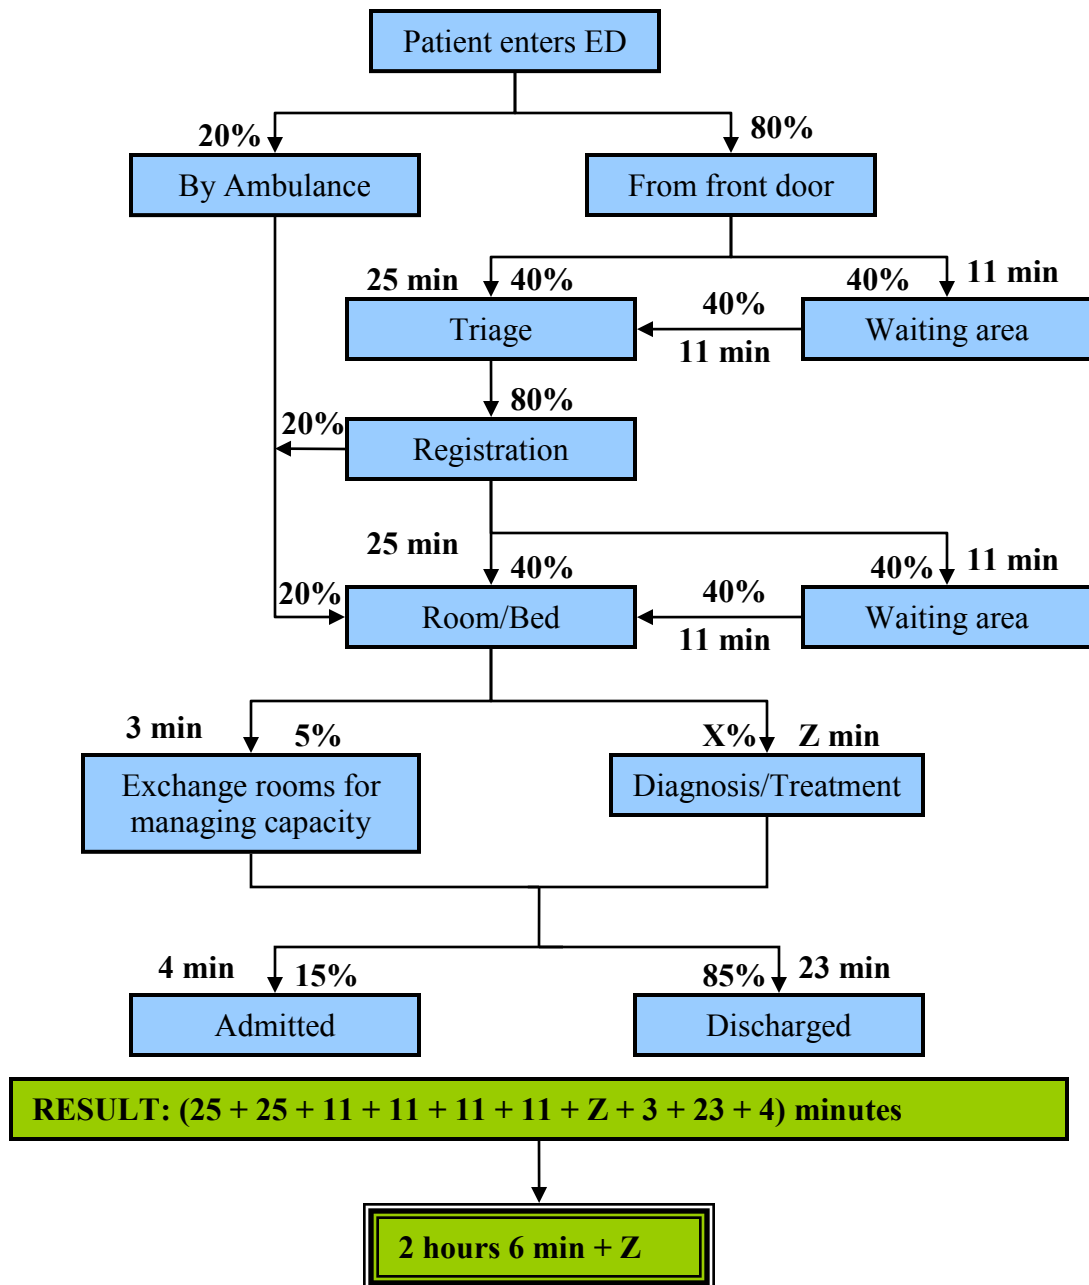 Patient enters ED
20%
80%
By Ambulance
From front door
25 min
40%
40%
11 min
40%
Triage
11 min
Waiting area
80%
20%
Registration
25 min
40%
40%
11 min
20%
40%
Room/Bed
11 min
Waiting area
3 min
5%
X%
Z min
Exchange rooms for
managing capacity
Diagnosis/Treatment
4 min
15%
85%
23 min
Admitted
Discharged
RESULT: (25 + 25 + 11 + 11 + 11 + 11 + Z + 3 + 23 + 4) minutes
2 hours 6 min + Z